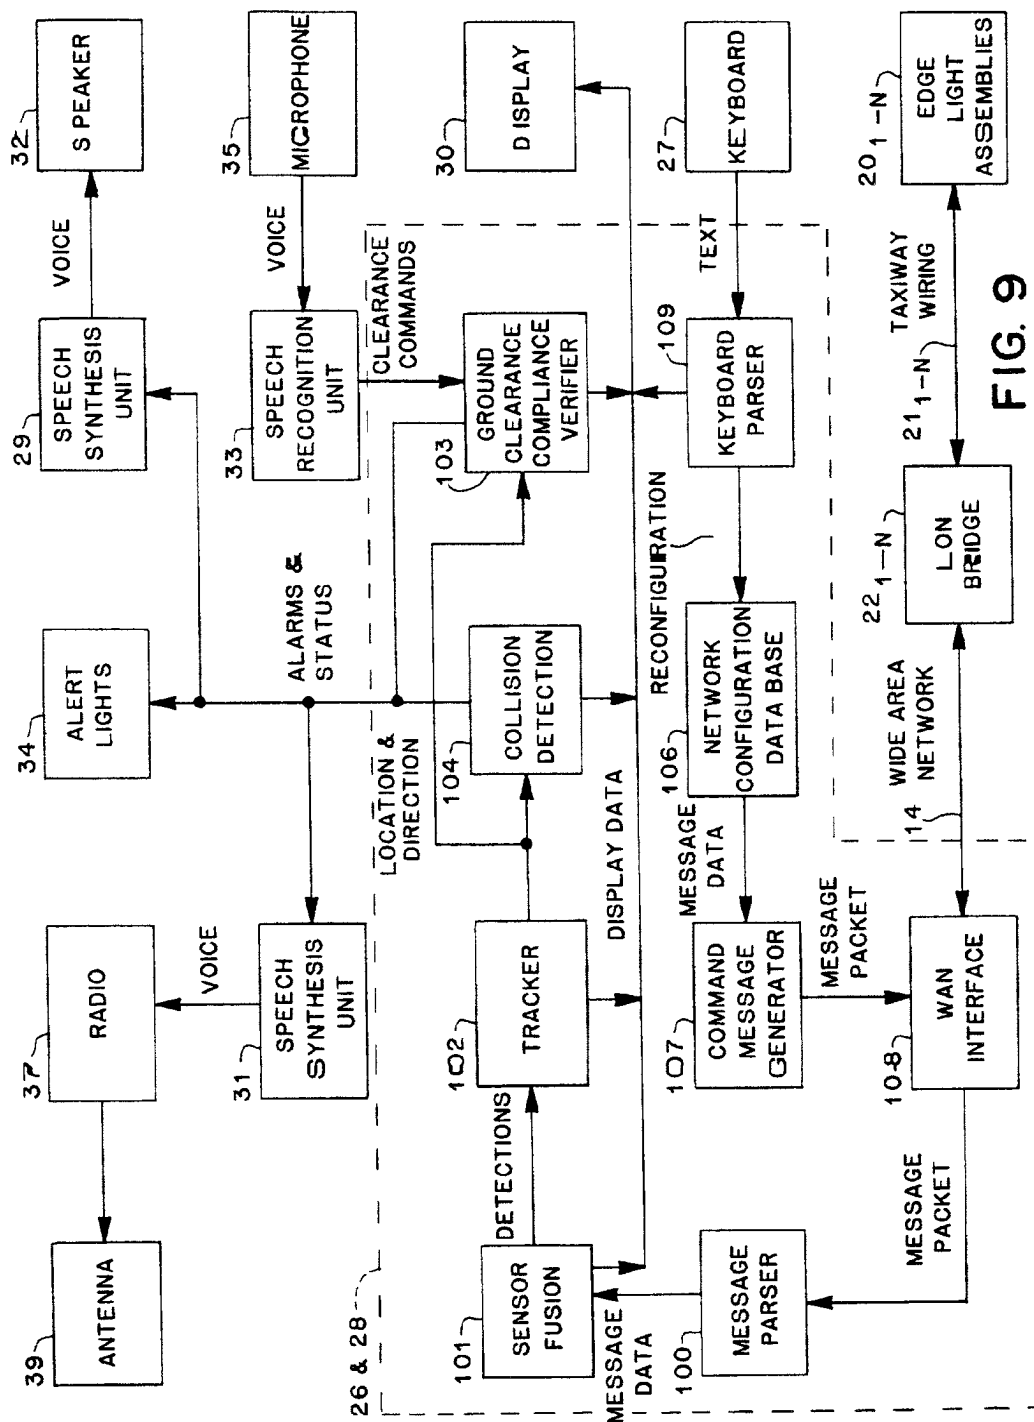 39
ANTENNA
37
RADIO
VOICE
31
SPEECH
SYNTHESIS
UNIT
34
ALERT
LIGHTS
ALARMS &
STATUS
29
SPEECH
SYNTHESIS
UNIT
VOICE
32
SPEAKER
33
SPEECH
RECOGNITION
UNIT
VOICE
35
MICROPHONE
CLEARANCE
COMMANDS
26 & 28
101
SENSOR
FUSION
DETECTIONS
102
TRACKER
LOCATION &
DIRECTION
104
COLLISION
DETECTION
103
GROUND
CLEARANCE
COMPLIANCE
VERIFIER
30
DISPLAY
DISPLAY DATA
MESSAGE
DATA
100
MESSAGE
PARSER
107
COMMAND
MESSAGE
GENERATOR
MESSAGE
DATA
106
NETWORK
CONFIGURATION
DATA BASE
RECONFIGURATION
109
KEYBOARD
PARSER
TEXT
27
KEYBOARD
MESSAGE
PACKET
MESSAGE
PACKET
108
WAN
INTERFACE
14
WIDE AREA
NETWORK
22 1-N
LON
BRIDGE
21 1-N
TAXIWAY
WIRING
20 1-N
EDGE
LIGHT
ASSEMBLIES
FIG. 9